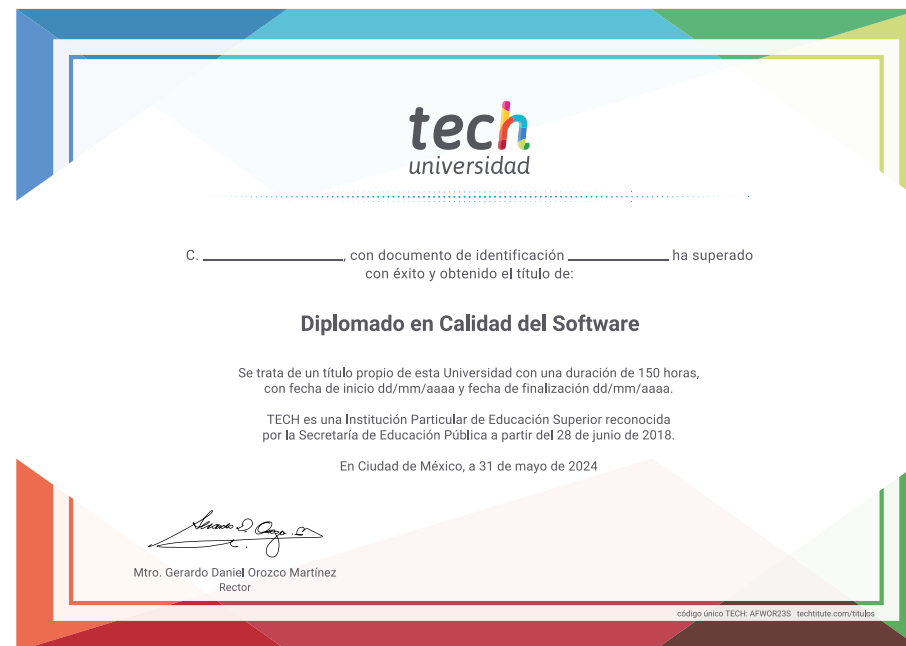 tech
universidad
C. , con documento de identificación ha superado
con éxito y obtenido el título de:
Diplomado en Calidad del Software
Se trata de un título propio de esta Universidad con una duración de 150 horas,
con fecha de inicio dd/mm/aaaa y fecha de finalización dd/mm/aaaa.
TECH es una Institución Particular de Educación Superior reconocida
por la Secretaría de Educación Pública a partir del 28 de junio de 2018.
En Ciudad de México, a 31 de mayo de 2024
Mtro. Gerardo Daniel Orozco Martínez
Rector
código único TECH: AFWOR23S techtitute.com/titulos